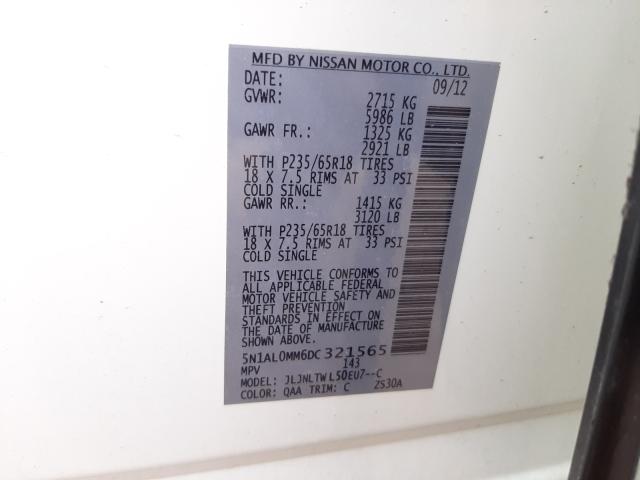 MFD BY NISSAN MOTOR CO., LTD.
DATE: 09/12
GVWR: 2715 KG
5986 LB
GAWR FR.: 1325 KG
2921 LB
WITH P235/65R18 TIRES
18 X 7.5 RIMS AT 33 PSI
COLD SINGLE
GAWR RR.: 1415 KG
3120 LB
WITH P235/65R18 TIRES
18 X 7.5 RIMS AT 33 PSI
COLD SINGLE
THIS VEHICLE CONFORMS TO
ALL APPLICABLE FEDERAL
MOTOR VEHICLE SAFETY AND
THEFT PREVENTION
STANDARDS IN EFFECT ON
THE DATE OF MANUFACTURE
SHOWN ABOVE.
5N1AL0MM6DC321565
MPV 143
MODEL: JLJNLTWL50EU7--C
COLOR: QAA TRIM: C ZS30A